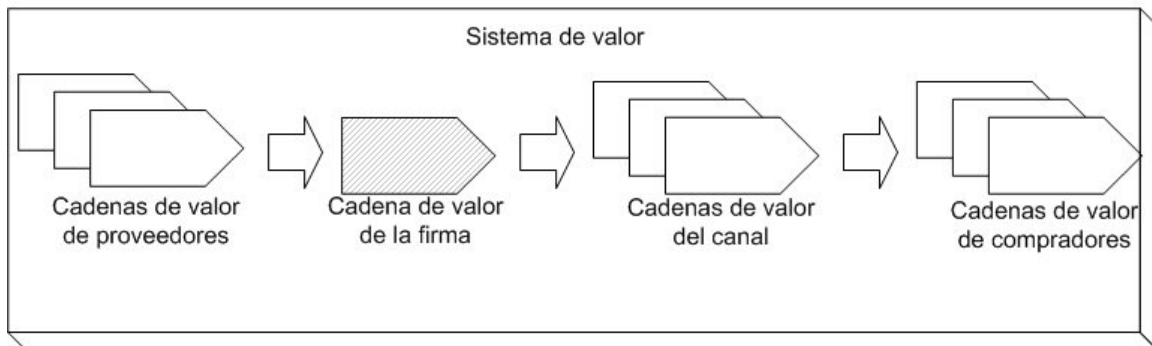 Sistema de valor
Cadenas de valor
de proveedores
Cadena de valor
de la firma
Cadenas de valor
del canal
Cadenas de valor
de compradores